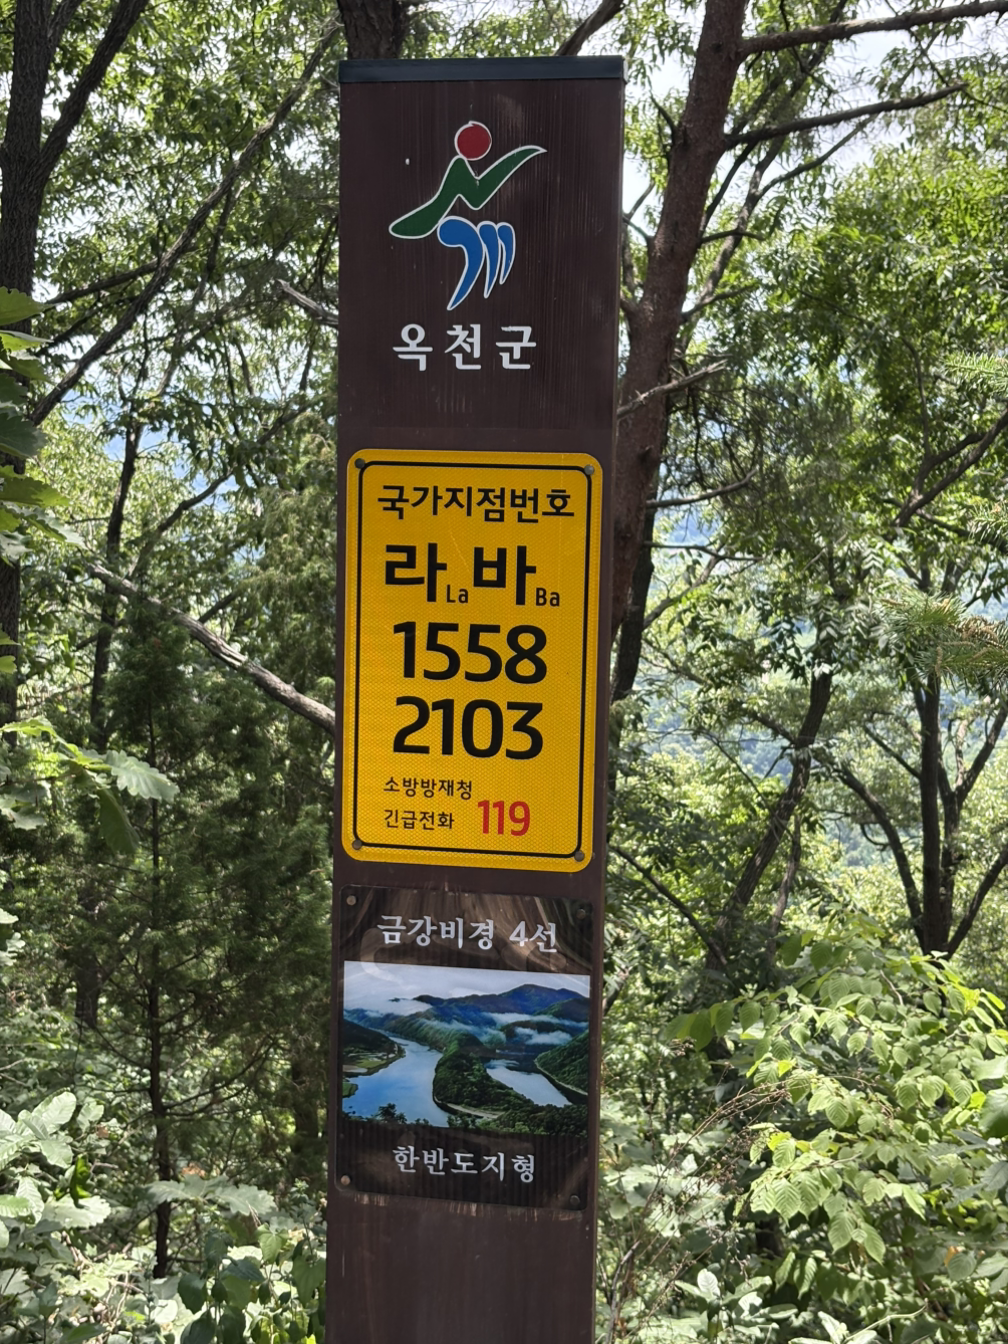 옥천군
국가지점번호
라La바Ba
1558
2103
소방방재청
긴급전화 119
금강비경 4선
한반도지형